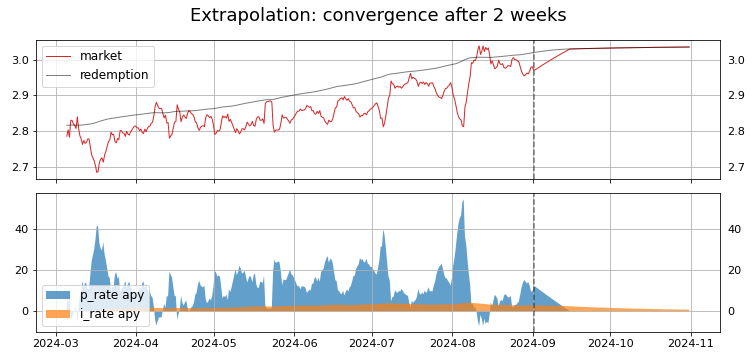 Extrapolation: convergence after 2 weeks
3.0 3.0
2.9 2.9
2.8 2.8
2.7 2.7
market
redemption
40 40
20 20
0 0
p_rate apy
i_rate apy
2024-03 2024-04 2024-05 2024-06 2024-07 2024-08 2024-09 2024-10 2024-11